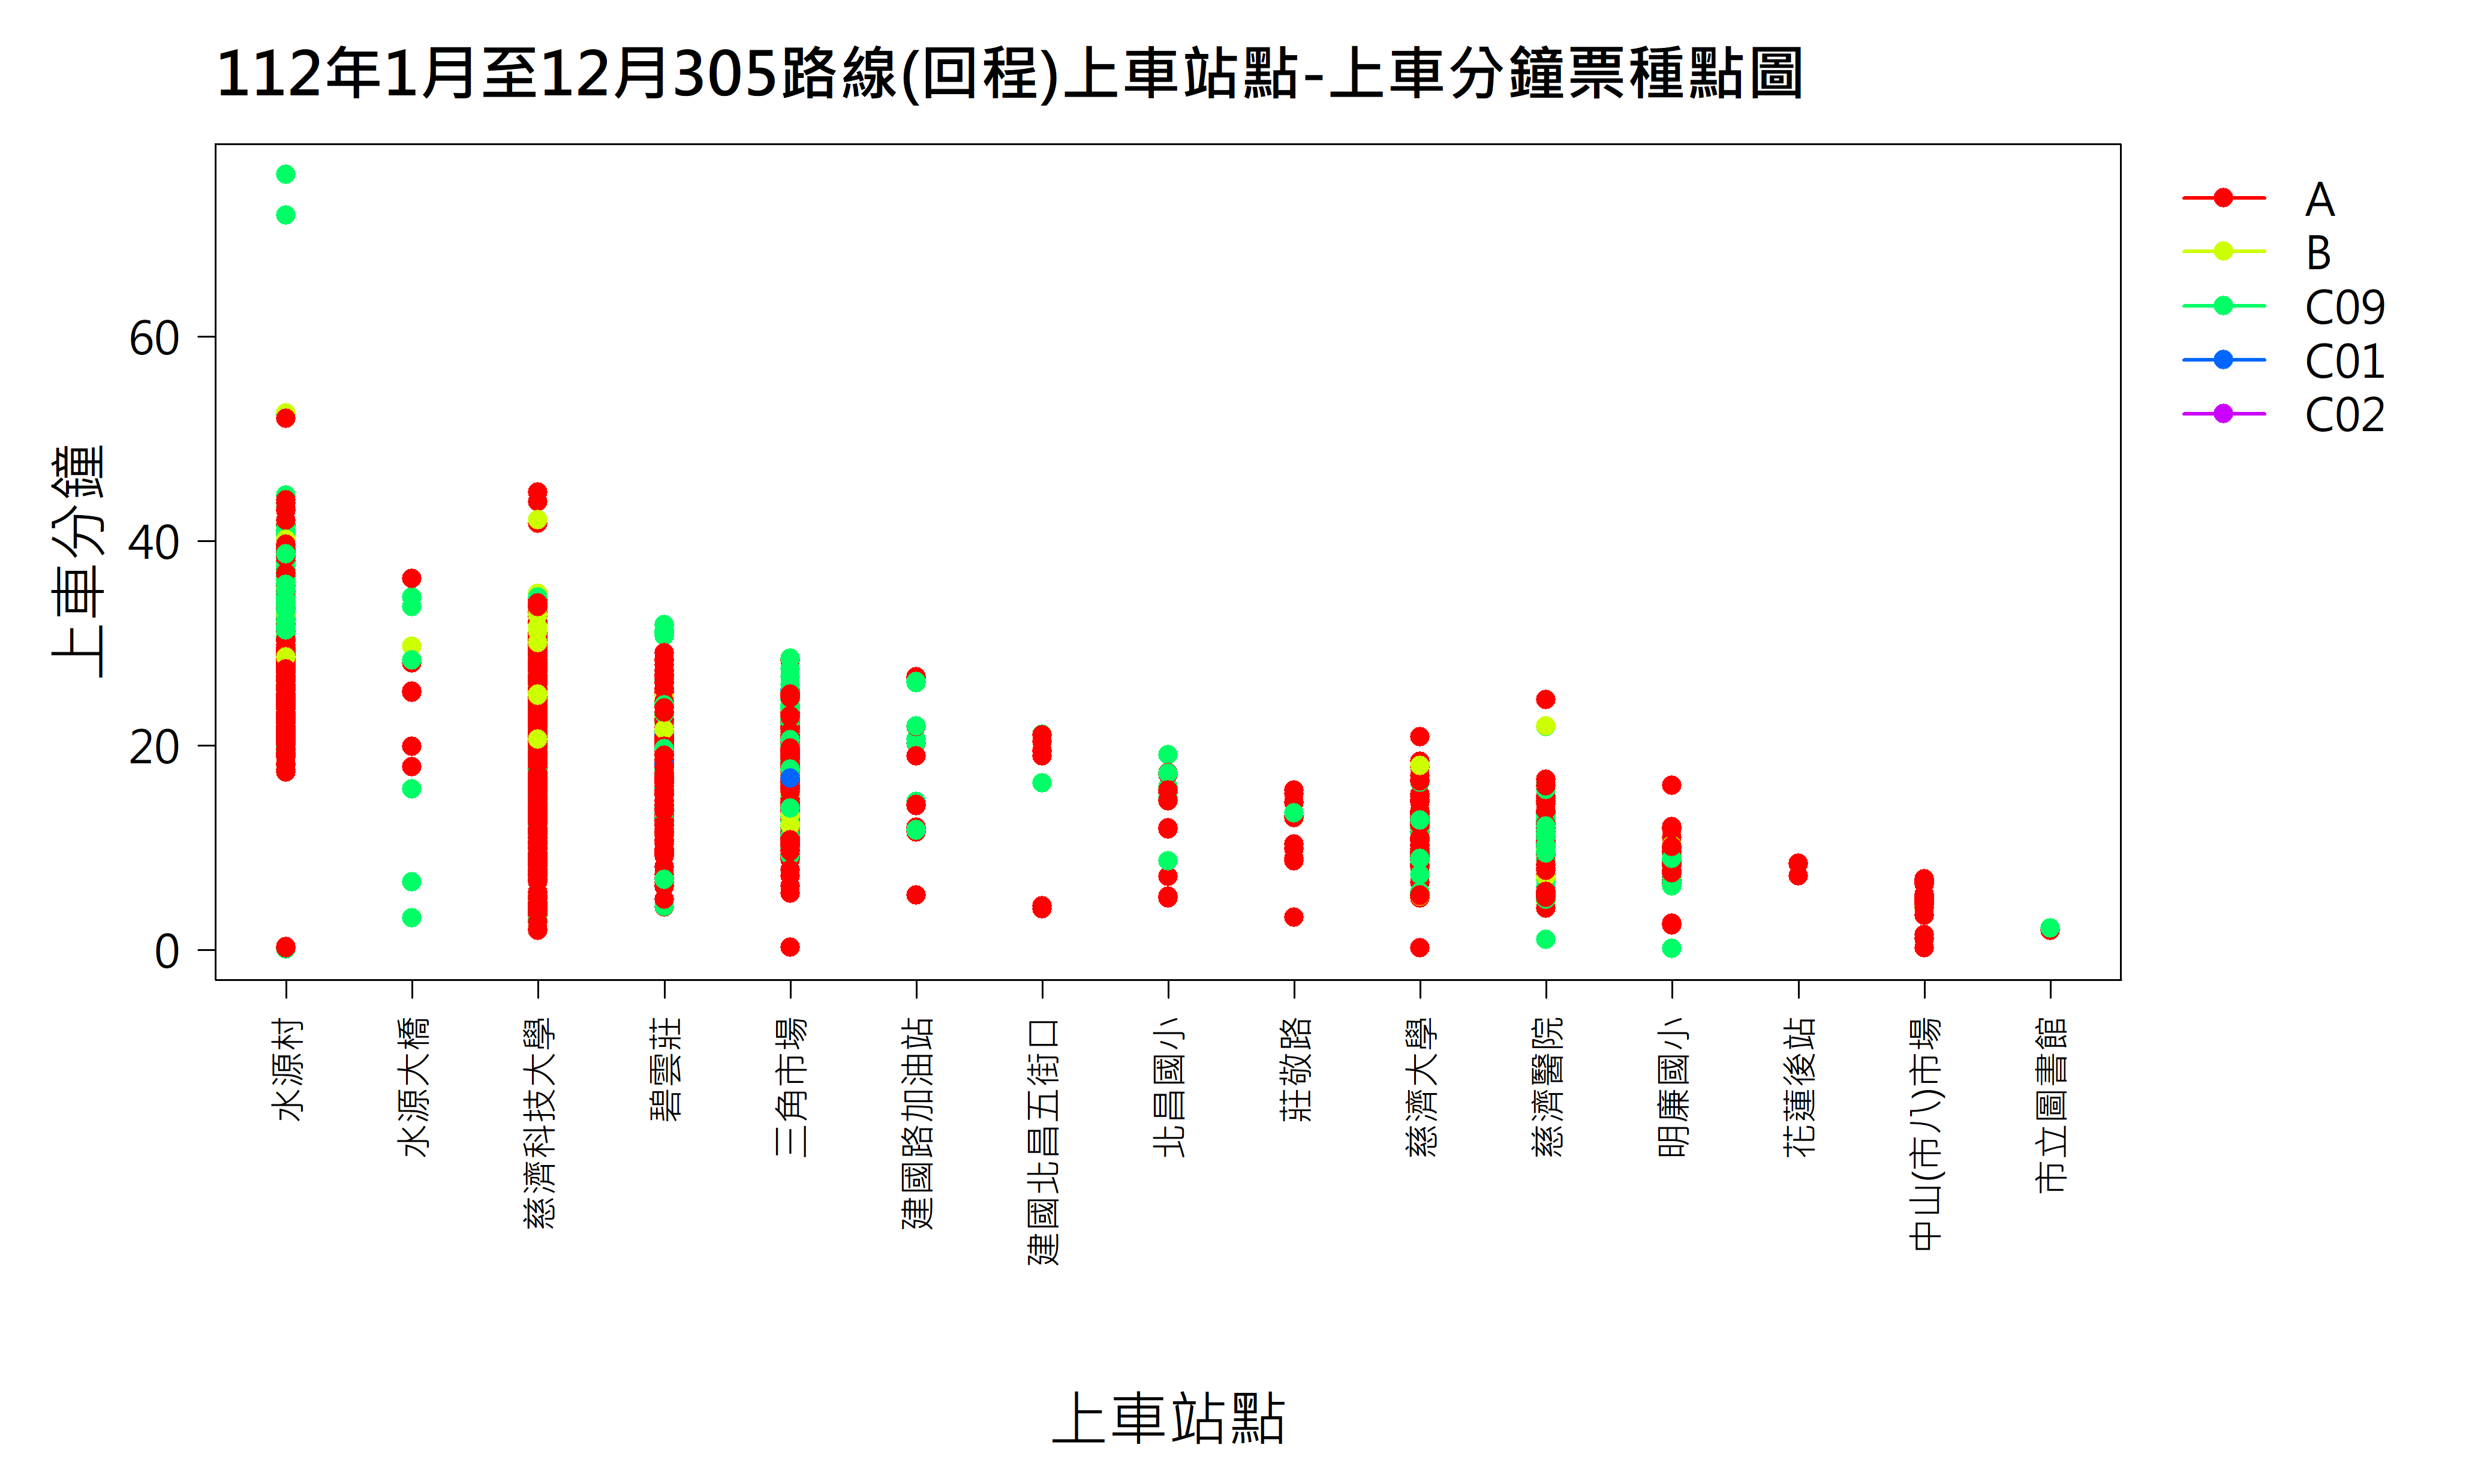 112年1月至12月305路線(回程)上車站點-上車分鐘票種點圖
A
B
C09
C01
C02
上車分鐘
60
40
20
0
水源村
水源大橋
慈濟科技大學
碧雲莊
三角市場
建國路加油站
建國北昌五街口
北昌國小
莊敬路
慈濟大學
慈濟醫院
明廉國小
花蓮後站
中山(市八)市場
市立圖書館
上車站點